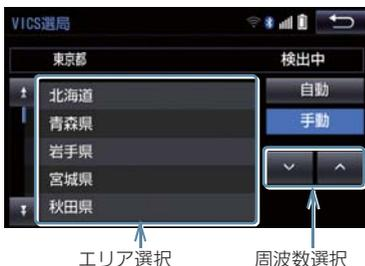 VICS選局
東京都 検出中
北海道 自動
青森県 手動
岩手県
宮城県
秋田県
エリア選択 周波数選択